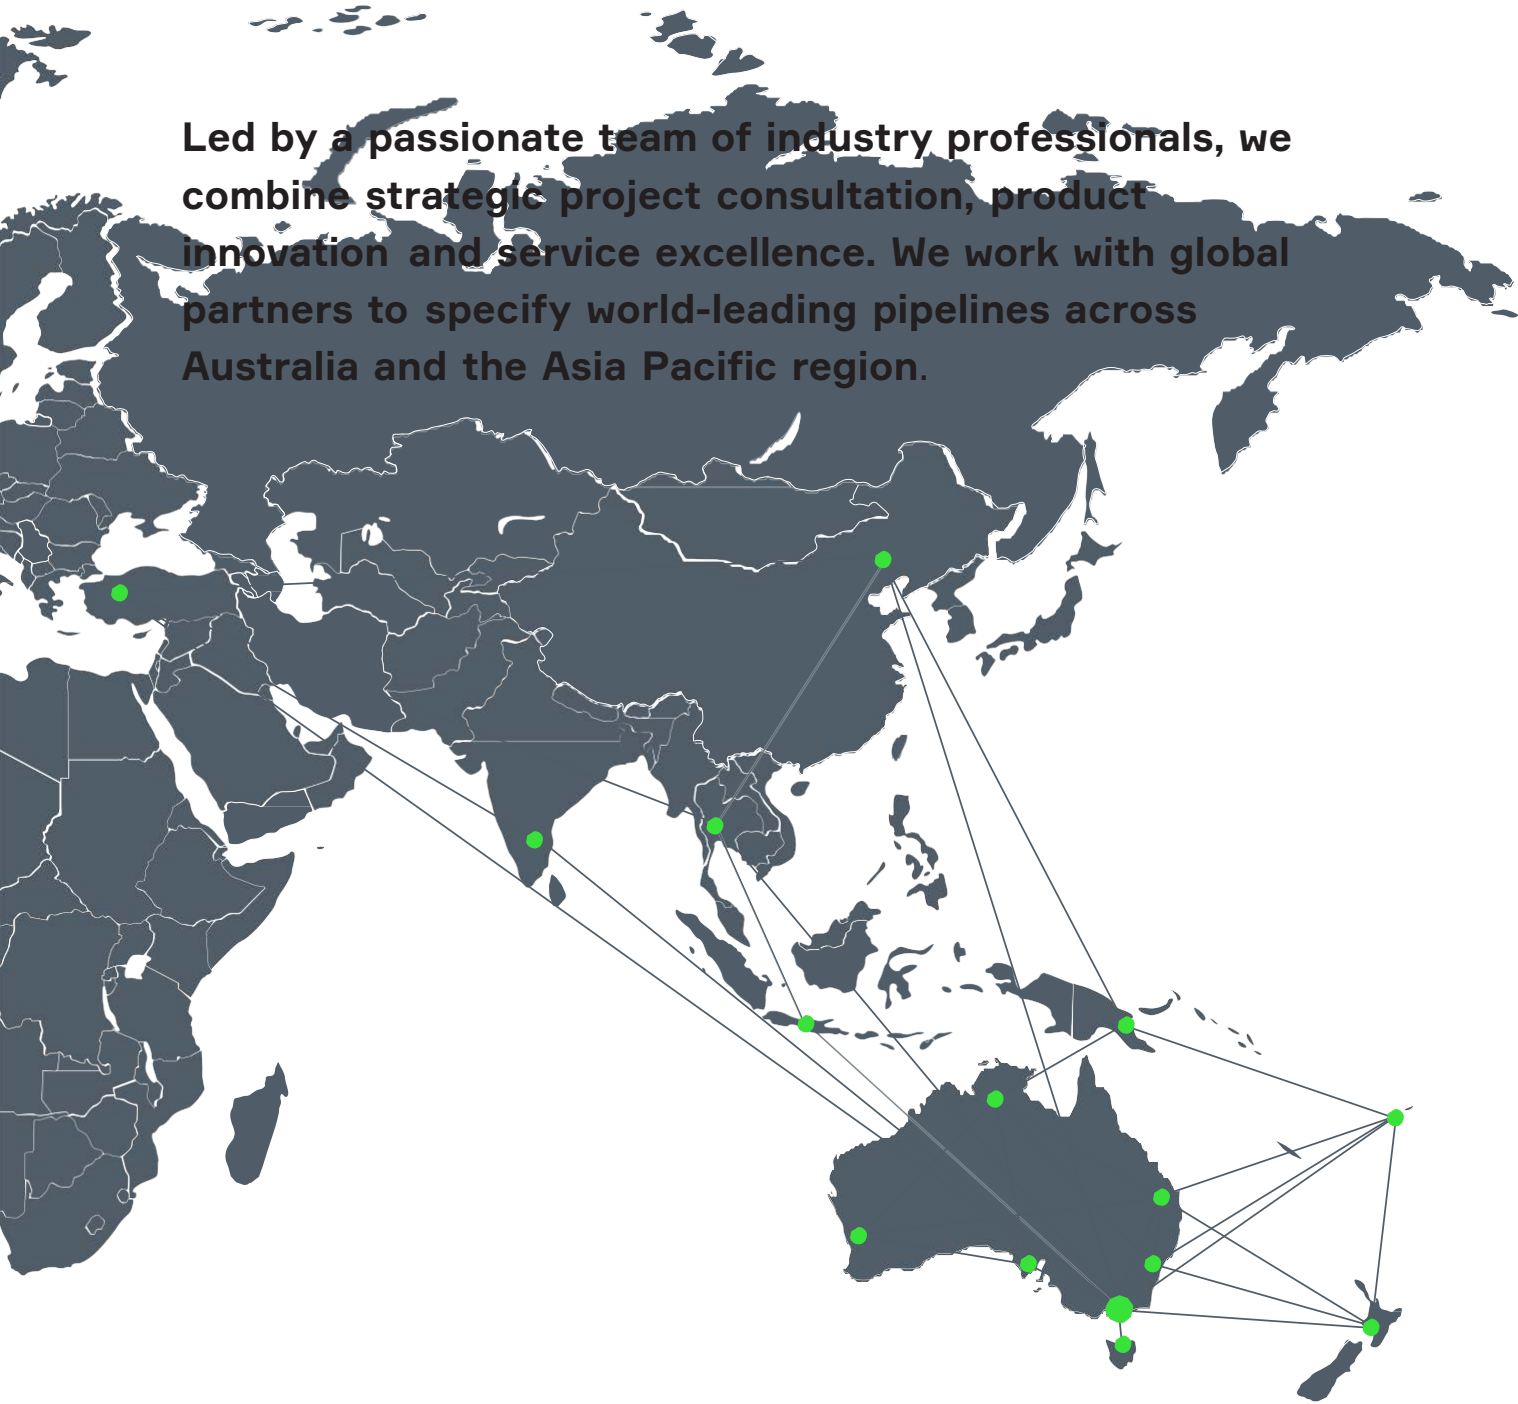 Led by a passionate team of industry professionals, we
combine strategic project consultation, product
innovation and service excellence. We work with global
partners to specify world-leading pipelines across
Australia and the Asia Pacific region.